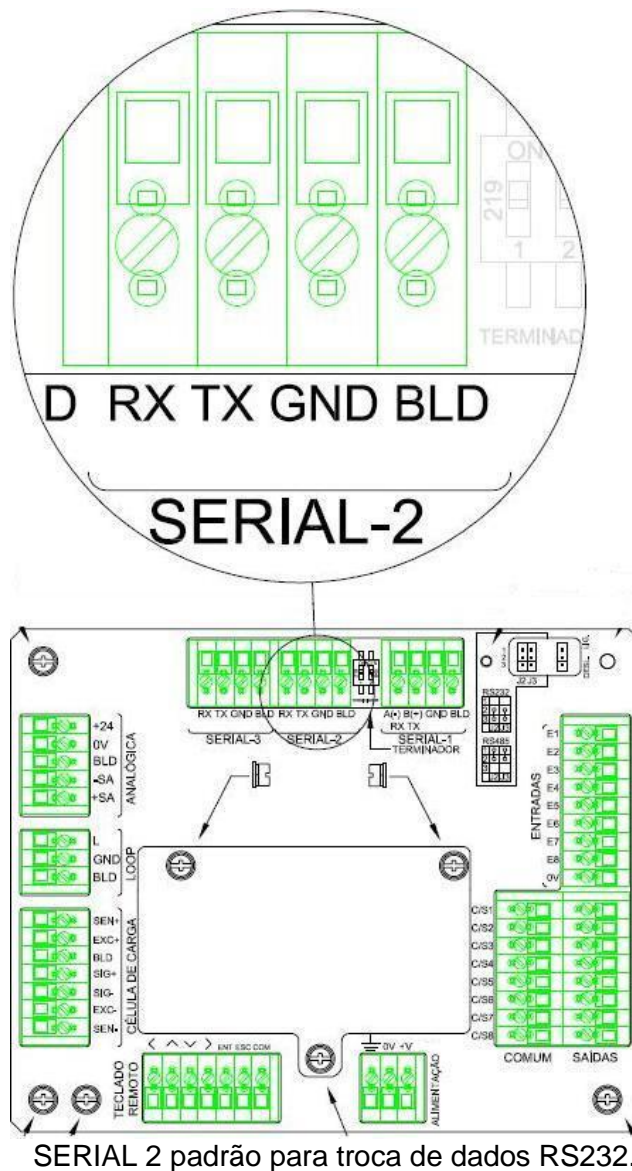 ON
219
1 2
TERMINAD
D RX TX GND BLD
SERIAL-2
RX TX GND BLD RX TX GND BLD
A(-) B(+) GND BLD
RX TX
SERIAL-3 SERIAL-2 SERIAL-1
TERMINADOR
J2 J3
DESL. LIG.
RS232
RS485
+24
0V
BLD
-SA
+SA
ANALÓGICA
L
GND
BLD
LOOP
SEN+
EXC+
BLD
SIG+
SIG-
EXC-
SEN-
CÉLULA DE CARGA
E1
E2
E3
E4
E5
E6
E7
E8
0V
ENTRADAS
C/S1
C/S2
C/S3
C/S4
C/S5
C/S6
C/S7
C/S8
COMUM SAÍDAS
TECLADO
REMOTO
ENT ESC COM
0V +V
ALIMENTAÇÃO
SERIAL 2 padrão para troca de dados RS232.